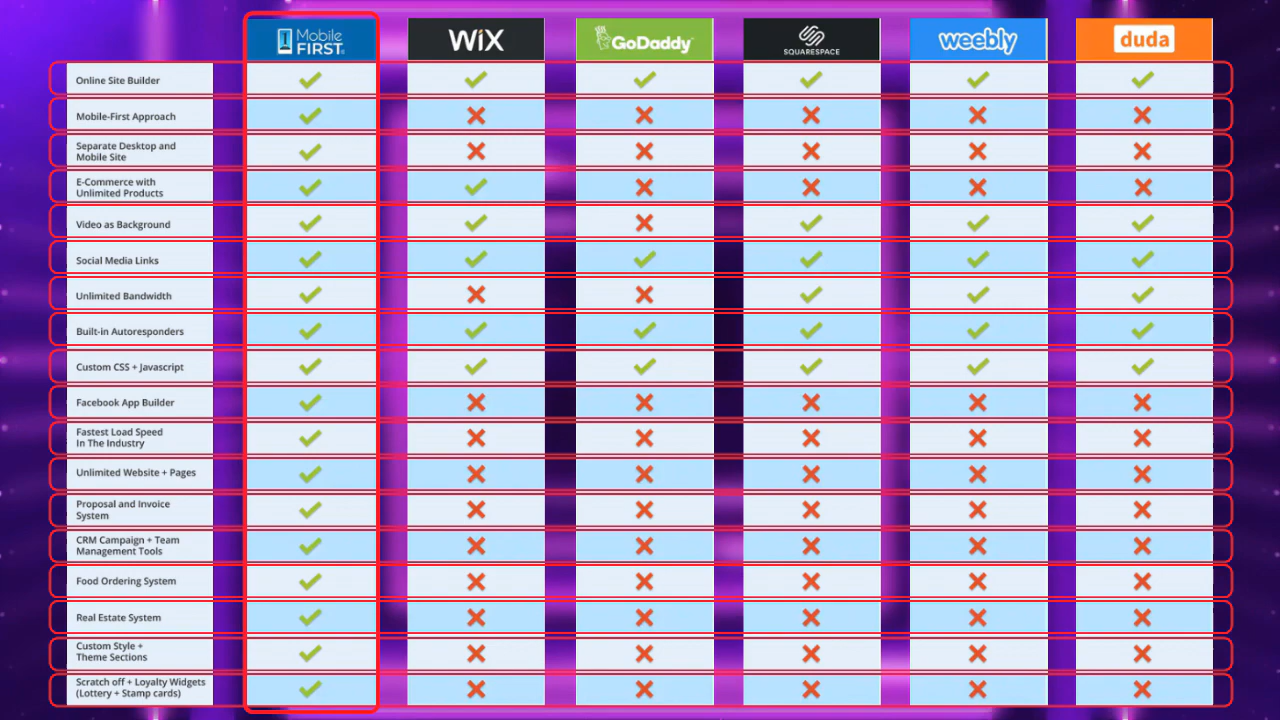 Mobile FIRST
WiX
GoDaddy
SQUARESPACE
weebly
duda
Online Site Builder
Mobile-First Approach
Separate Desktop and
Mobile Site
E-Commerce with
Unlimited Products
Video as Background
Social Media Links
Unlimited Bandwidth
Built-in Autoresponders
Custom CSS + Javascript
Facebook App Builder
Fastest Load Speed
In The Industry
Unlimited Website + Pages
Proposal and Invoice
System
CRM Campaign + Team
Management Tools
Food Ordering System
Real Estate System
Custom Style +
Theme Sections
Scratch off + Loyalty Widgets
(Lottery + Stamp cards)